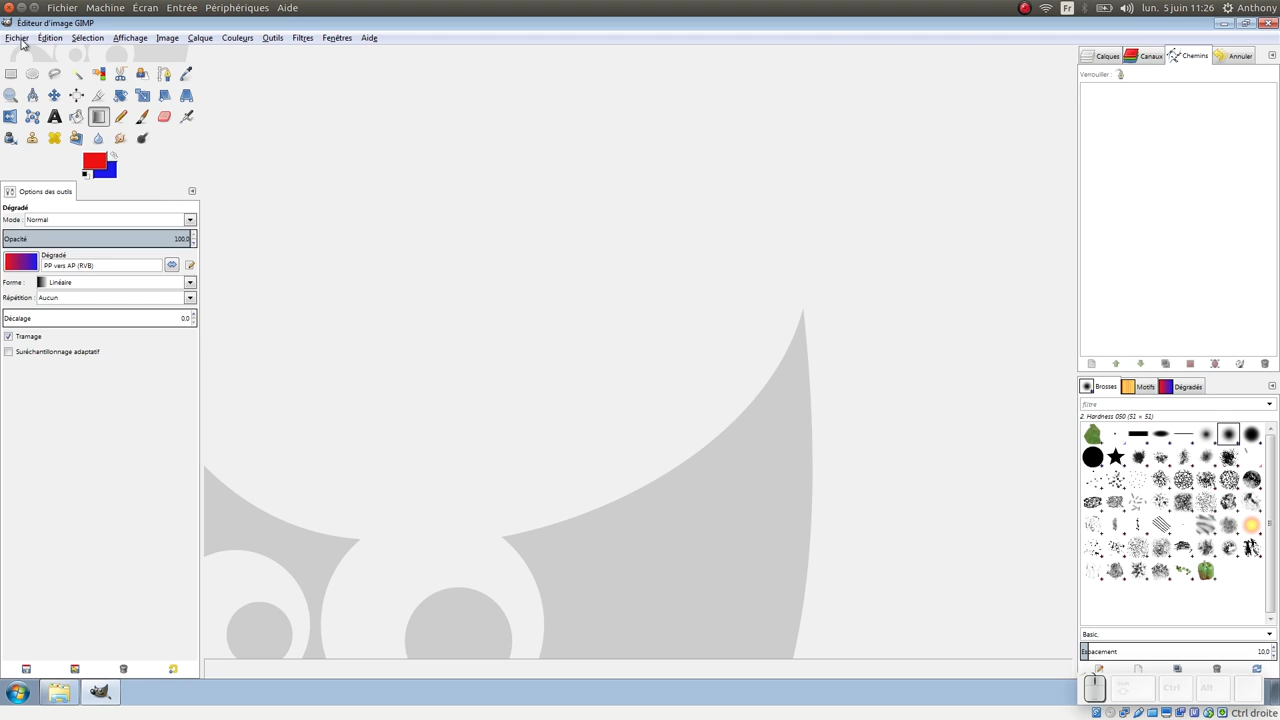 Fichier Machine Écran Entrée Périphériques Aide
Fr lun. 5 juin 11:26 Anthony
Éditeur d'image GIMP
Fichier Édition Sélection Affichage Image Calque Couleurs Outils Filtres Fenêtres Aide
Calques Canaux Chemins Annuler
Verrouiller :
Options des outils
Dégradé
Mode : Normal
Opacité 100,0
Dégradé
PP vers AP (RVB)
Forme : Linéaire
Répétition : Aucun
Décalage 0,0
Tramage
Suréchantillonnage adaptatif
Brosses Motifs Dégradés
filtre
2. Hardness 050 (51 × 51)
Basic,
Espacement 10,0
Ctrl Alt
Ctrl droite